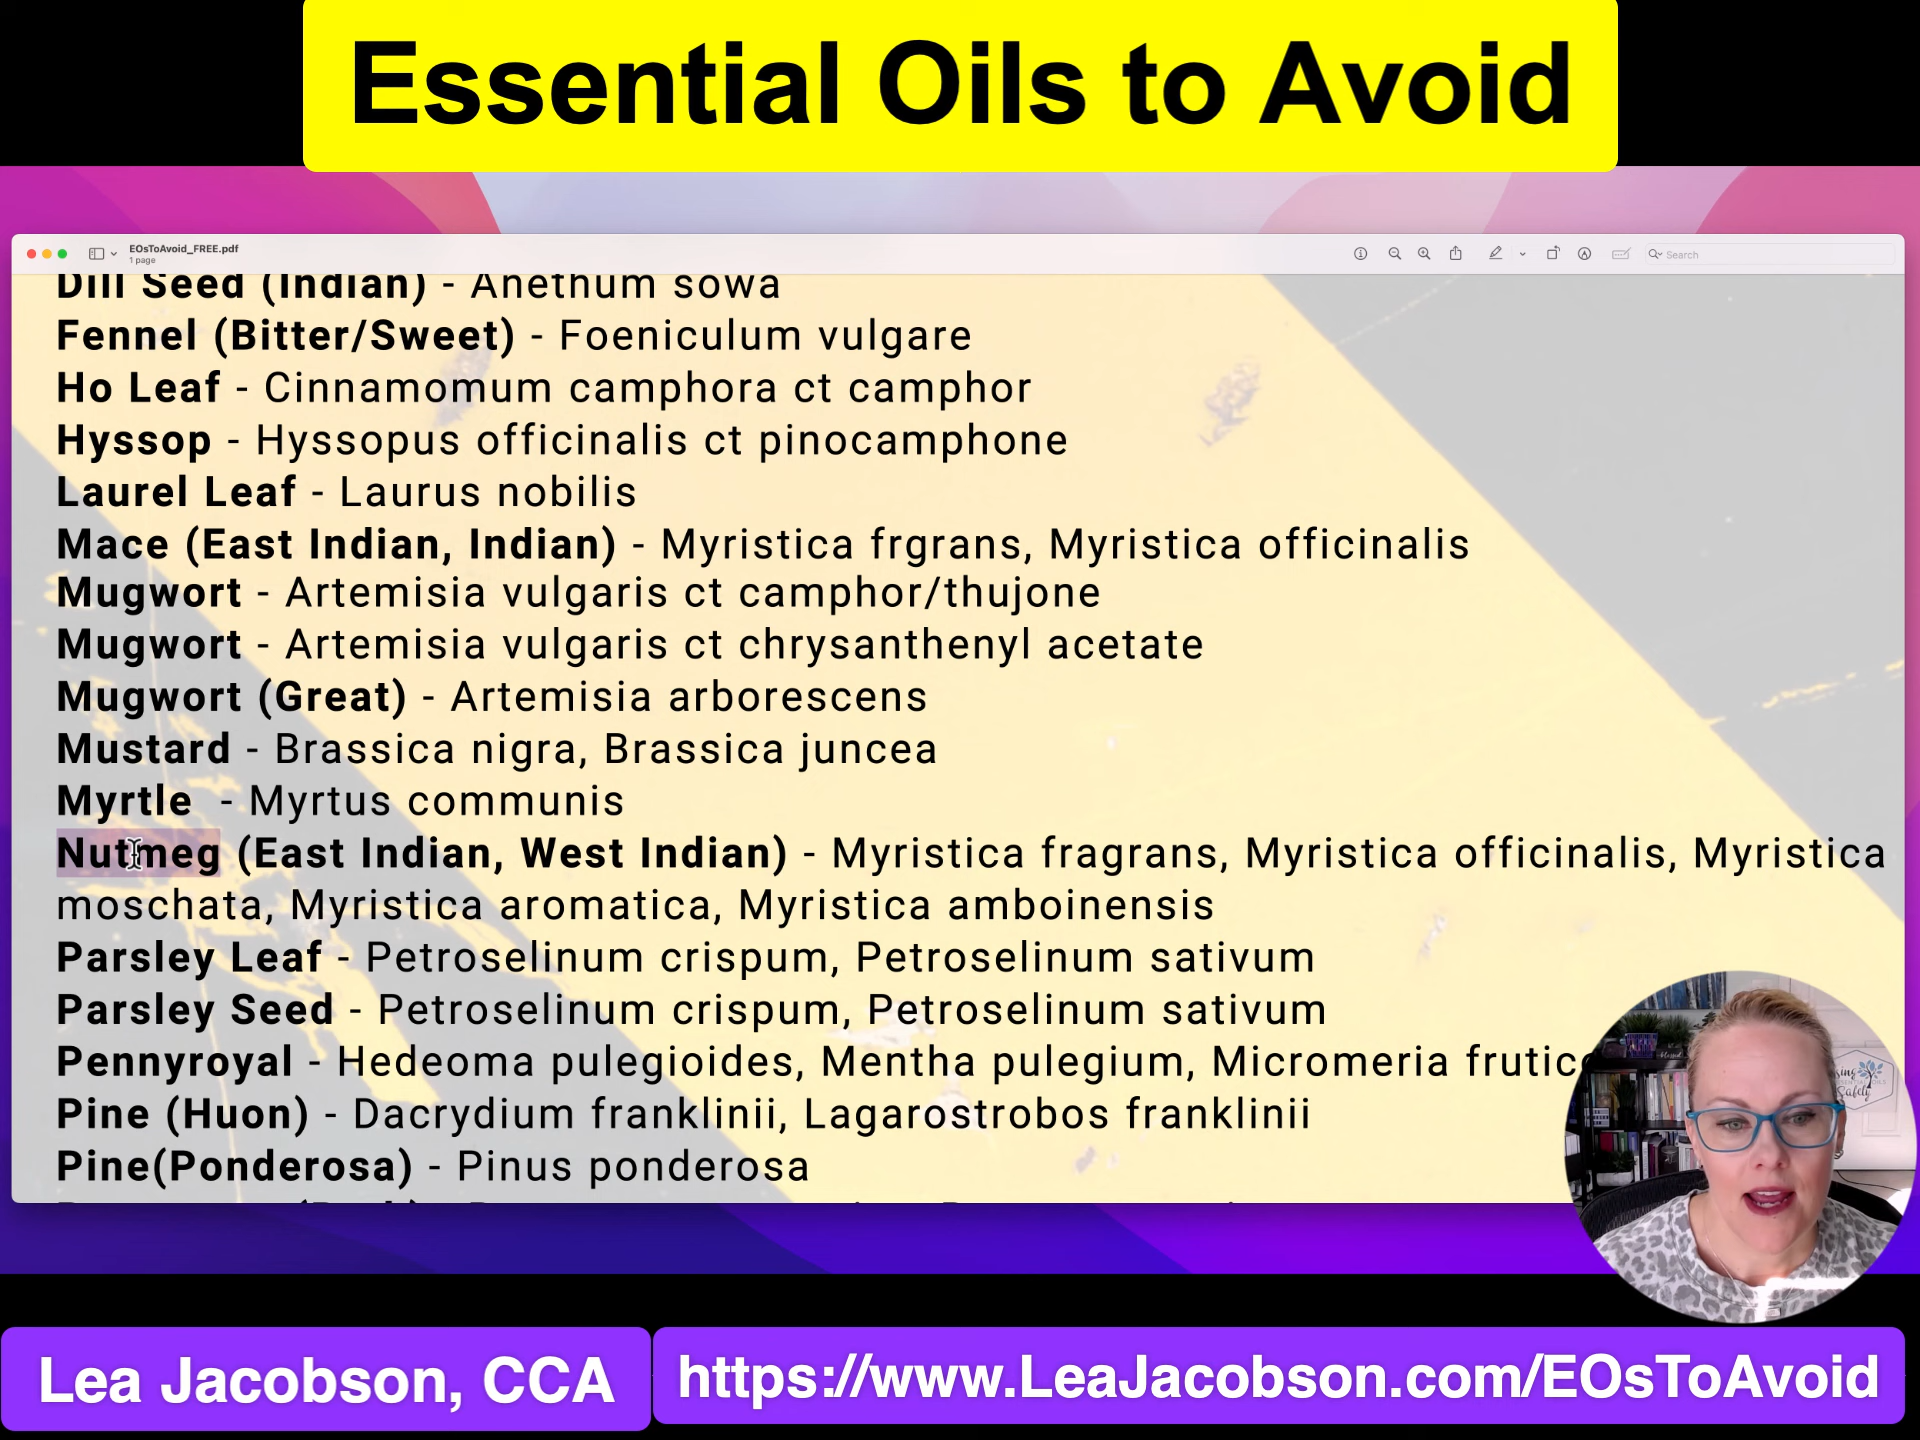 Essential Oils to Avoid
EOsToAvoid_FREE.pdf
1 page
Search
Dill Seed (Indian) - Anethum sowa
Fennel (Bitter/Sweet) - Foeniculum vulgare
Ho Leaf - Cinnamomum camphora ct camphor
Hyssop - Hyssopus officinalis ct pinocamphone
Laurel Leaf - Laurus nobilis
Mace (East Indian, Indian) - Myristica frgrans, Myristica officinalis
Mugwort - Artemisia vulgaris ct camphor/thujone
Mugwort - Artemisia vulgaris ct chrysanthenyl acetate
Mugwort (Great) - Artemisia arborescens
Mustard - Brassica nigra, Brassica juncea
Myrtle - Myrtus communis
Nutmeg (East Indian, West Indian) - Myristica fragrans, Myristica officinalis, Myristica
moschata, Myristica aromatica, Myristica amboinensis
Parsley Leaf - Petroselinum crispum, Petroselinum sativum
Parsley Seed - Petroselinum crispum, Petroselinum sativum
Pennyroyal - Hedeoma pulegioides, Mentha pulegium, Micromeria
Pine (Huon) - Dacrydium franklinii, Lagarostrobos franklinii
Pine(Ponderosa) - Pinus ponderosa
Safely
Lea Jacobson, CCA
https://www.LeaJacobson.com/EOsToAvoid